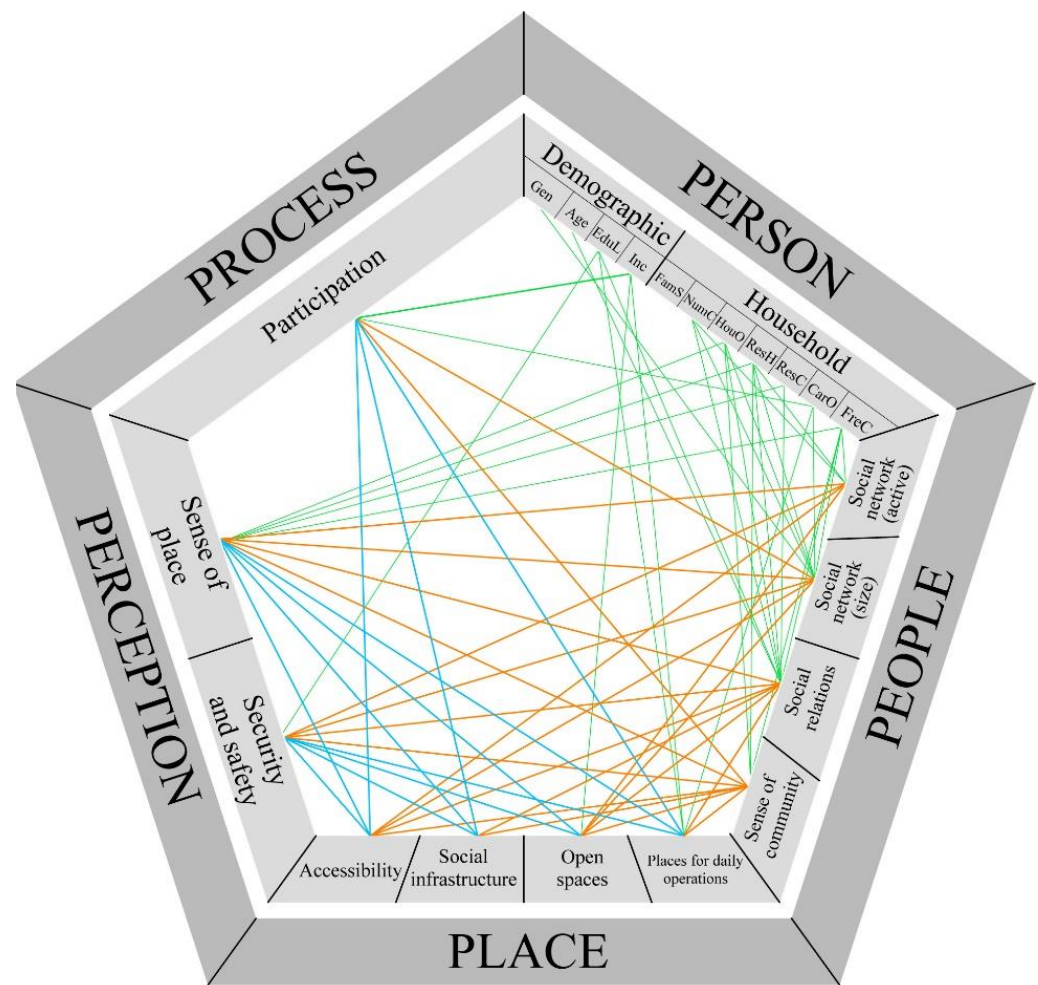 PROCESS
Participation
PERSON
Demographic
Gen
Age
EduL
Inc
Household
FamS
NumC
HouO
ResH
ResC
CarO
FreC
PEOPLE
Social
network
(active)
Social
network
(size)
Social
relations
Sense of
community
PLACE
Accessibility
Social
infrastructure
Open
spaces
Places for daily
operations
PERCEPTION
Sense of
place
Security
and safety